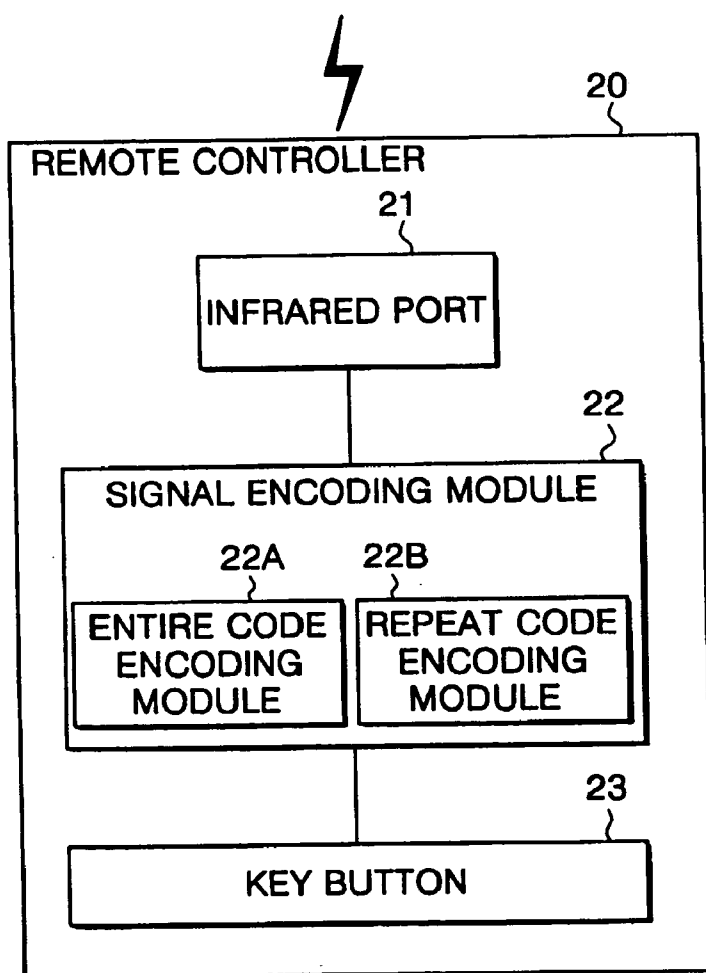 20
REMOTE CONTROLLER
21
INFRARED PORT
22
SIGNAL ENCODING MODULE
22A
22B
ENTIRE CODE
ENCODING
MODULE
REPEAT CODE
ENCODING
MODULE
23
KEY BUTTON